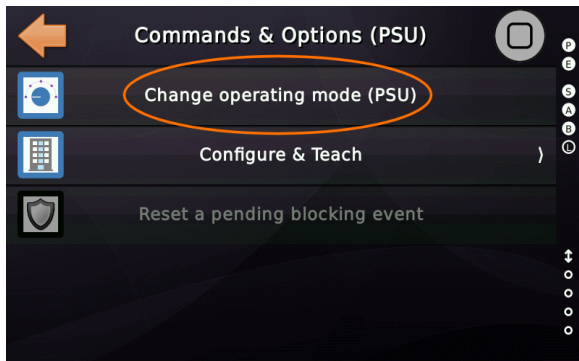 Commands & Options (PSU)
Change operating mode (PSU)
Configure & Teach
Reset a pending blocking event
P
E
S
A
B
L